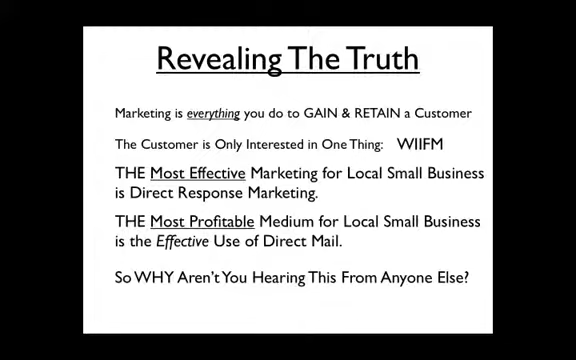 Revealing The Truth
Marketing is everything you do to GAIN & RETAIN a Customer
The Customer is Only Interested in One Thing: WIIFM
THE Most Effective Marketing for Local Small Business
is Direct Response Marketing.
THE Most Profitable Medium for Local Small Business
is the Effective Use of Direct Mail.
So WHY Aren't You Hearing This From Anyone Else?